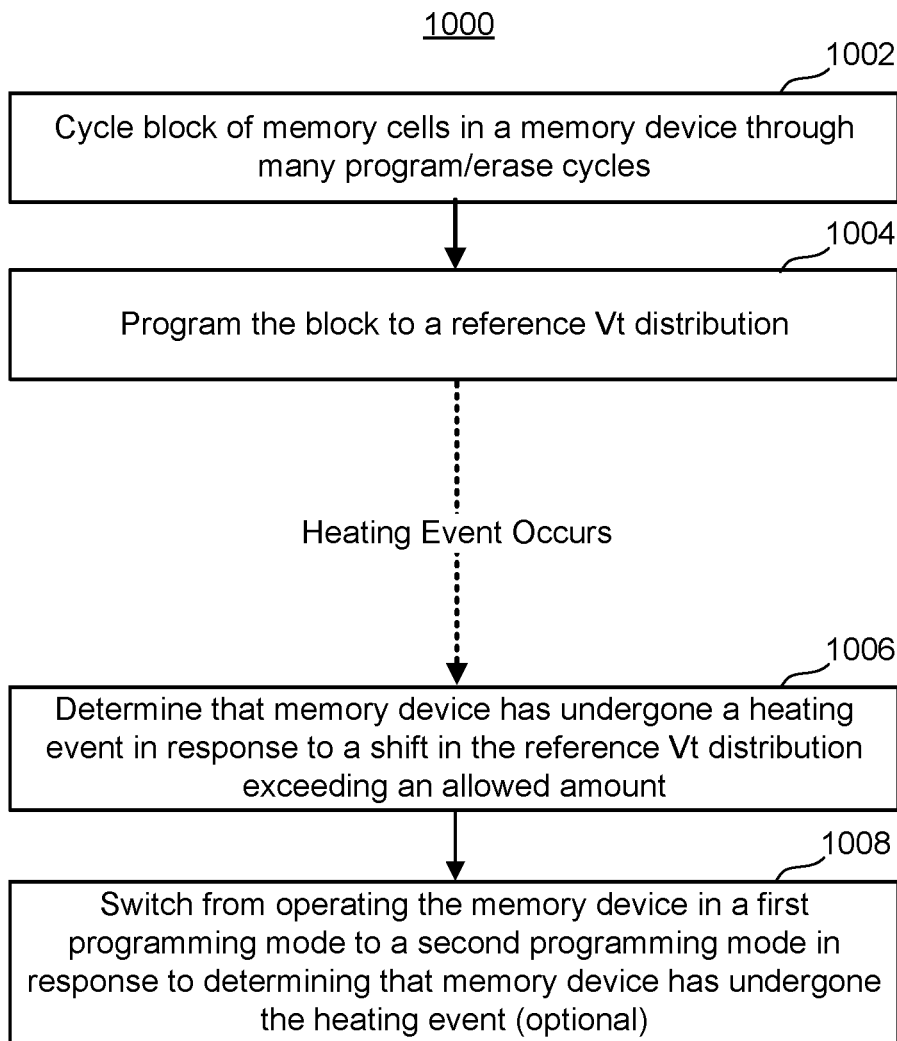 1000
1002
Cycle block of memory cells in a memory device through
many program/erase cycles
1004
Program the block to a reference Vt distribution
Heating Event Occurs
1006
Determine that memory device has undergone a heating
event in response to a shift in the reference Vt distribution
exceeding an allowed amount
1008
Switch from operating the memory device in a first
programming mode to a second programming mode in
response to determining that memory device has undergone
the heating event (optional)